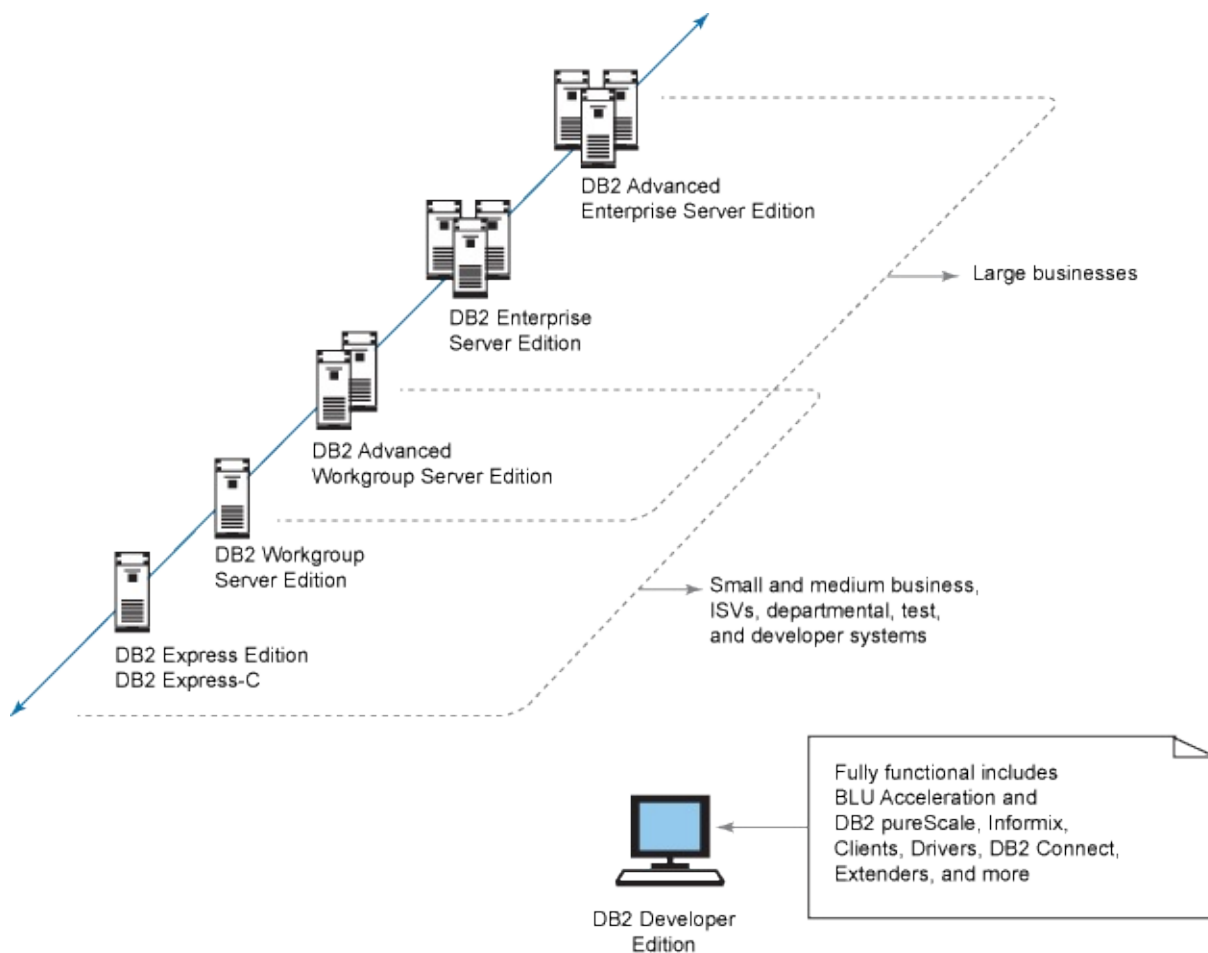 DB2 Advanced
Enterprise Server Edition
Large businesses
DB2 Enterprise
Server Edition
DB2 Advanced
Workgroup Server Edition
DB2 Workgroup
Server Edition
Small and medium business,
ISVs, departmental, test,
and developer systems
DB2 Express Edition
DB2 Express-C
Fully functional includes
BLU Acceleration and
DB2 pureScale, Informix,
Clients, Drivers, DB2 Connect,
Extenders, and more
DB2 Developer
Edition